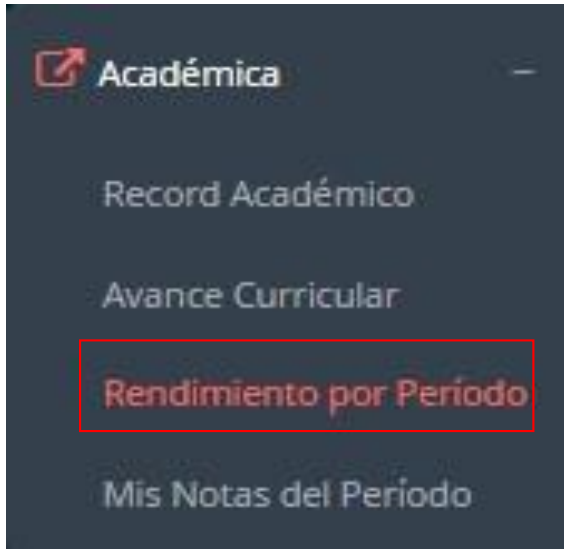 Académica
Record Académico
Avance Curricular
Rendimiento por Período
Mis Notas del Período